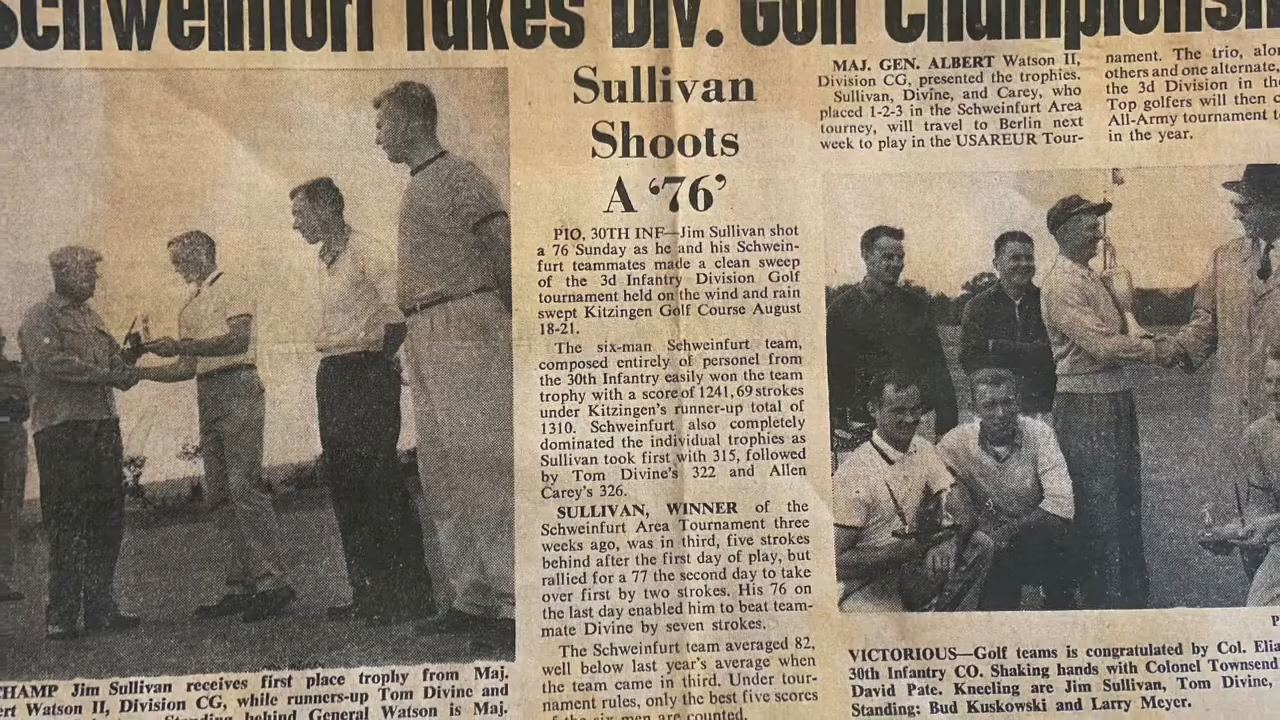 Schweinfurt Takes Div. Golf Championsh
Sullivan
Shoots
A ‘76’
PIO, 30TH INF—Jim Sullivan shot
a 76 Sunday as he and his Schwein-
furt teammates made a clean sweep
of the 3d Infantry Division Golf
tournament held on the wind and rain
swept Kitzingen Golf Course August
18-21.
The six-man Schweinfurt team,
composed entirely of personel from
the 30th Infantry easily won the team
trophy with a score of 1241, 69 strokes
under Kitzingen's runner-up total of
1310. Schweinfurt also completely
dominated the individual trophies as
Sullivan took first with 315, followed
by Tom Divine's 322 and Allen
Carey's 326.
SULLIVAN, WINNER of the
Schweinfurt Area Tournament three
weeks ago, was in third, five strokes
behind after the first day of play, but
rallied for a 77 the second day to take
over first by two strokes. His 76 on
the last day enabled him to beat team-
mate Divine by seven strokes.
The Schweinfurt team averaged 82,
well below last year's average when
the team came in third. Under tour-
nament rules, only the best five scores
of the six men are counted.
MAJ. GEN. ALBERT Watson II,
Division CG, presented the trophies.
Sullivan, Divine, and Carey, who
placed 1-2-3 in the Schweinfurt Area
tourney, will travel to Berlin next
week to play in the USAREUR Tour-
nament. The trio, alon
others and one alternate,
the 3d Division in th
Top golfers will then c
All-Army tournament t
in the year.
CHAMP Jim Sullivan receives first place trophy from Maj.
ert Watson II, Division CG, while runners-up Tom Divine and
Standing behind General Watson is Maj.
P
VICTORIOUS—Golf teams is congratulated by Col. Elia
30th Infantry CO. Shaking hands with Colonel Townsend
David Pate. Kneeling are Jim Sullivan, Tom Divine,
Standing: Bud Kuskowski and Larry Meyer.